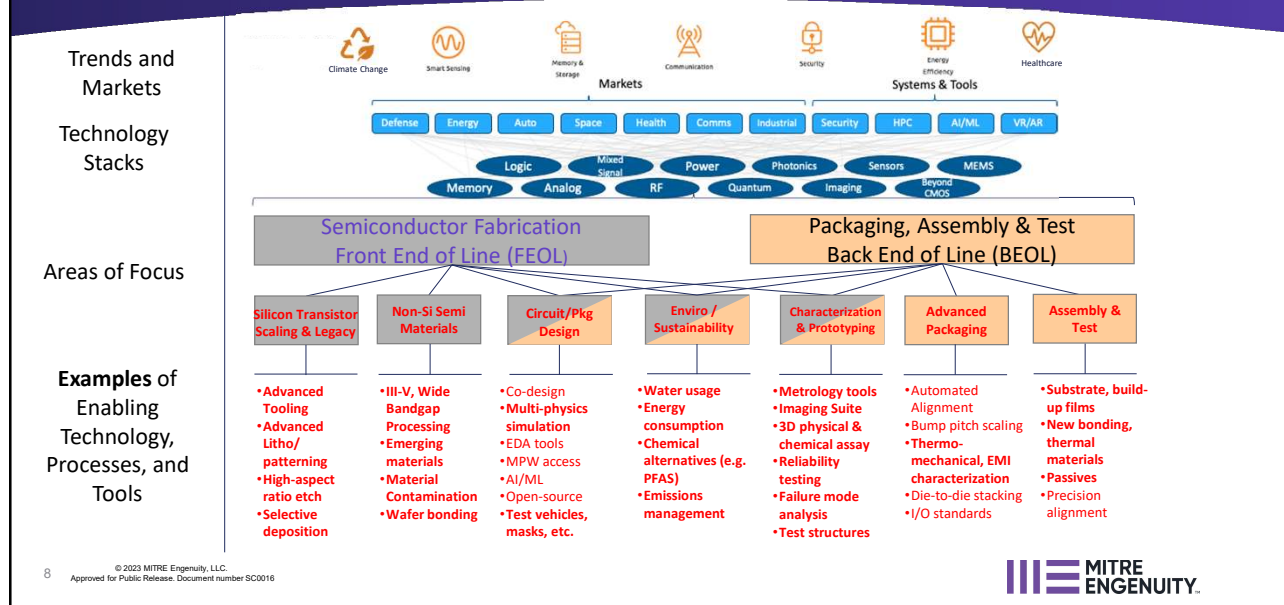 Trends and
Markets
Technology
Stacks
Areas of Focus
Examples of
Enabling
Technology,
Processes, and
Tools
Climate Change
Smart Sensing
Memory &
Storage
Communication
Security
Energy
Efficiency
Healthcare
Markets
Systems & Tools
Defense
Energy
Auto
Space
Health
Comms
Industrial
Security
HPC
AI/ML
VR/AR
Logic
Mixed
Signal
Power
Photonics
Sensors
MEMS
Memory
Analog
RF
Quantum
Imaging
Beyond
CMOS
Semiconductor Fabrication
Front End of Line (FEOL)
Packaging, Assembly & Test
Back End of Line (BEOL)
Silicon Transistor
Scaling & Legacy
Non-Si Semi
Materials
Circuit/Pkg
Design
Enviro /
Sustainability
Characterization
& Prototyping
Advanced
Packaging
Assembly &
Test
•Advanced
Tooling
•Advanced
Litho/
patterning
•High-aspect
ratio etch
•Selective
deposition
•III-V, Wide
Bandgap
Processing
•Emerging
materials
•Material
Contamination
•Wafer bonding
•Co-design
•Multi-physics
simulation
•EDA tools
•MPW access
•AI/ML
•Open-source
•Test vehicles,
masks, etc.
•Water usage
•Energy
consumption
•Chemical
alternatives (e.g.
PFAS)
•Emissions
management
•Metrology tools
•Imaging Suite
•3D physical &
chemical assay
•Reliability
testing
•Failure mode
analysis
•Test structures
•Automated
Alignment
•Bump pitch scaling
•Thermo-
mechanical, EMI
characterization
•Die-to-die stacking
•I/O standards
•Substrate, build-
up films
•New bonding,
thermal
materials
•Passives
•Precision
alignment
8
© 2023 MITRE Engenuity, LLC.
Approved for Public Release. Document number SC0016
MITRE
ENGENUITY™